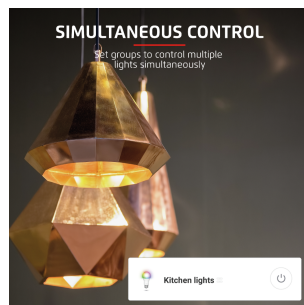 SIMULTANEOUS CONTROL
Set groups to control multiple
lights simultaneously
Kitchen lights